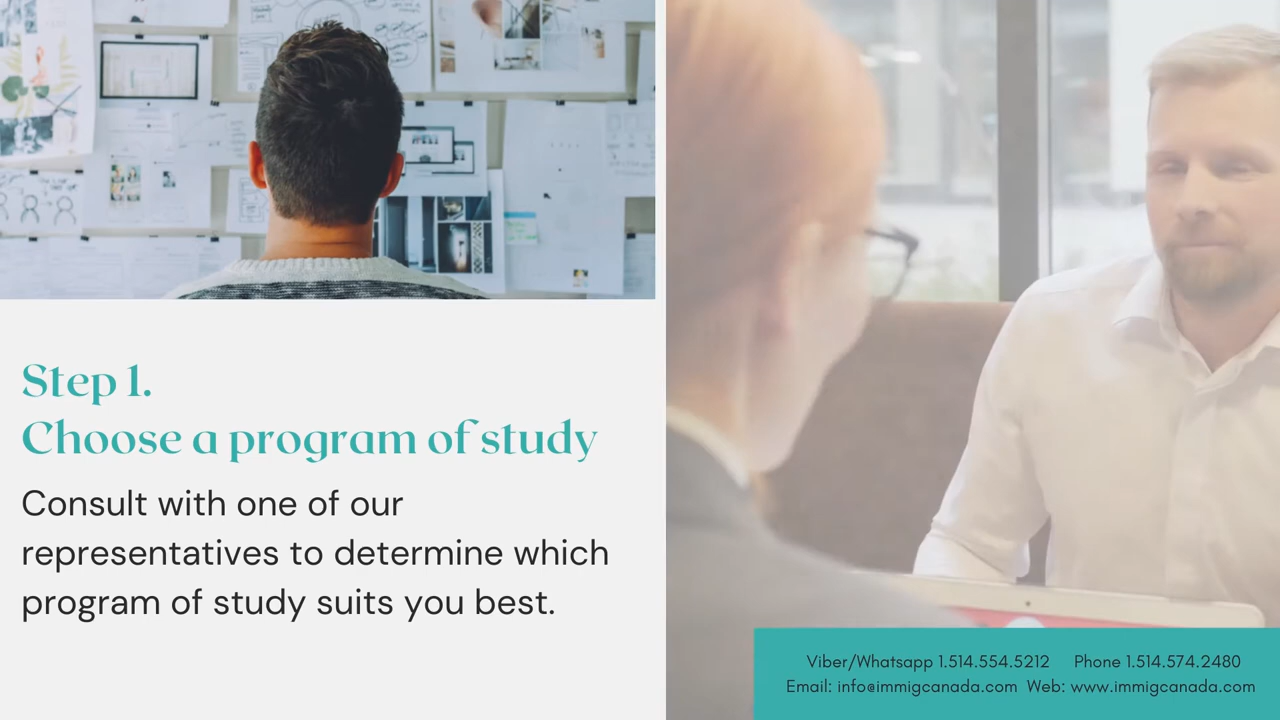 Step 1.
Choose a program of study
Consult with one of our
representatives to determine which
program of study suits you best.
Viber/Whatsapp 1.514.554.5212 Phone 1.514.574.2480
Email: info@immigcanada.com Web: www.immigcanada.com